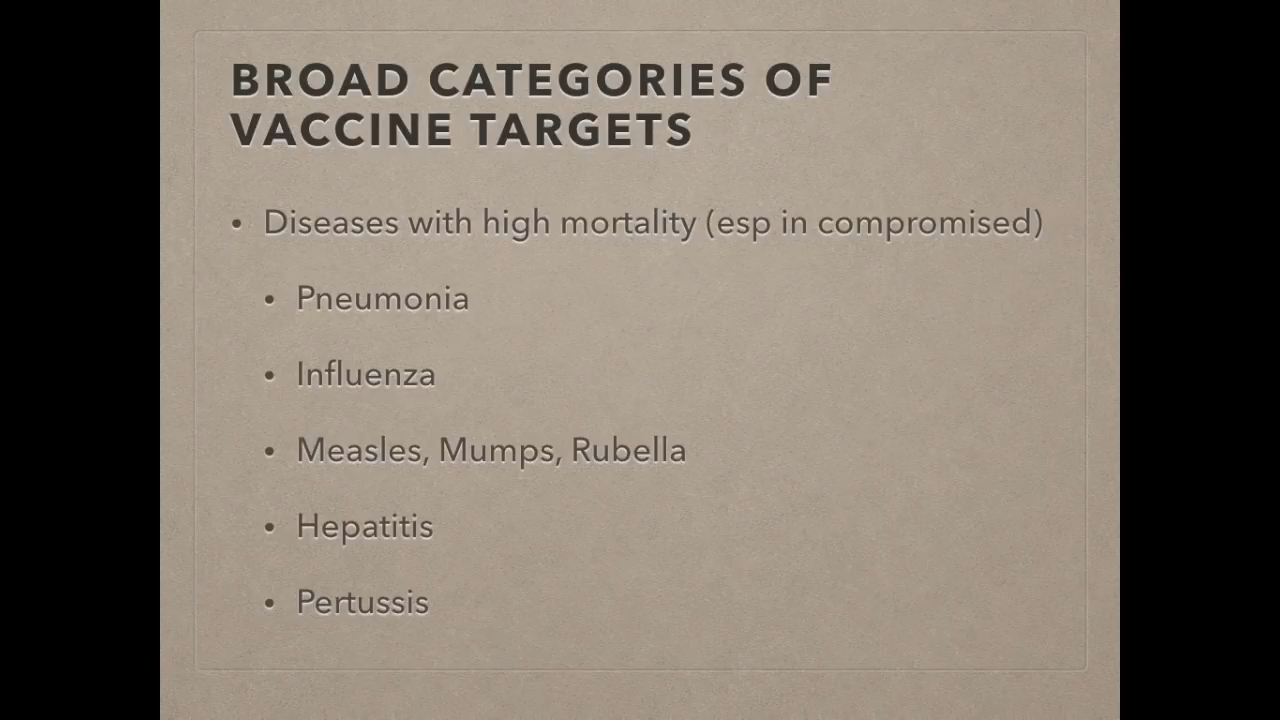 BROAD CATEGORIES OF
VACCINE TARGETS
• Diseases with high mortality (esp in compromised)
• Pneumonia
• Influenza
• Measles, Mumps, Rubella
• Hepatitis
• Pertussis